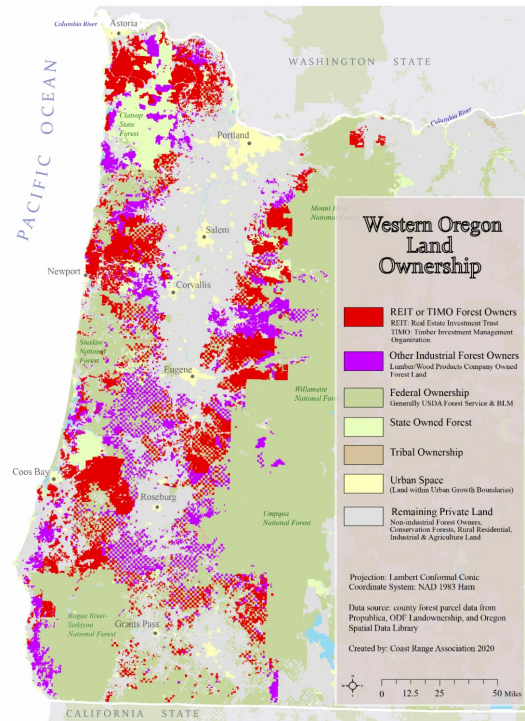 Columbia River
Astoria
WASHINGTON STATE
PACIFIC OCEAN
Clatsop
State
Forest
Columbia River
Portland
Mount
National
Western Oregon
Land
Ownership
Salem
Newport
Corvallis
REIT or TIMO Forest Owners
REIT: Real Estate Investment Trust
TIMO: Timber Investment Management
Organization
Siuslaw
National
Forest
Other Industrial Forest Owners
Lumber/Wood Products Company Owned
Forest Land
Eugene
Willamette
National Forest
Federal Ownership
Generally USDA Forest Service & BLM
State Owned Forest
Tribal Ownership
Coos Bay
Roseburg
Urban Space
(Land within Urban Growth Boundaries)
Umpqua
National Forest
Remaining Private Land
Non-industrial Forest Owners,
Conservation Forests, Rural Residential,
Industrial & Agriculture Land
Projection: Lambert Conformal Conic
Coordinate System: NAD 1983 Harn
Rogue River-
Siskiyou
National Forest
Grants Pass
Data source: county forest parcel data from
Propublica, ODF Landownership, and Oregon
Spatial Data Library
Created by: Coast Range Association 2020
0 12.5 25 50 Miles
CALIFORNIA STATE